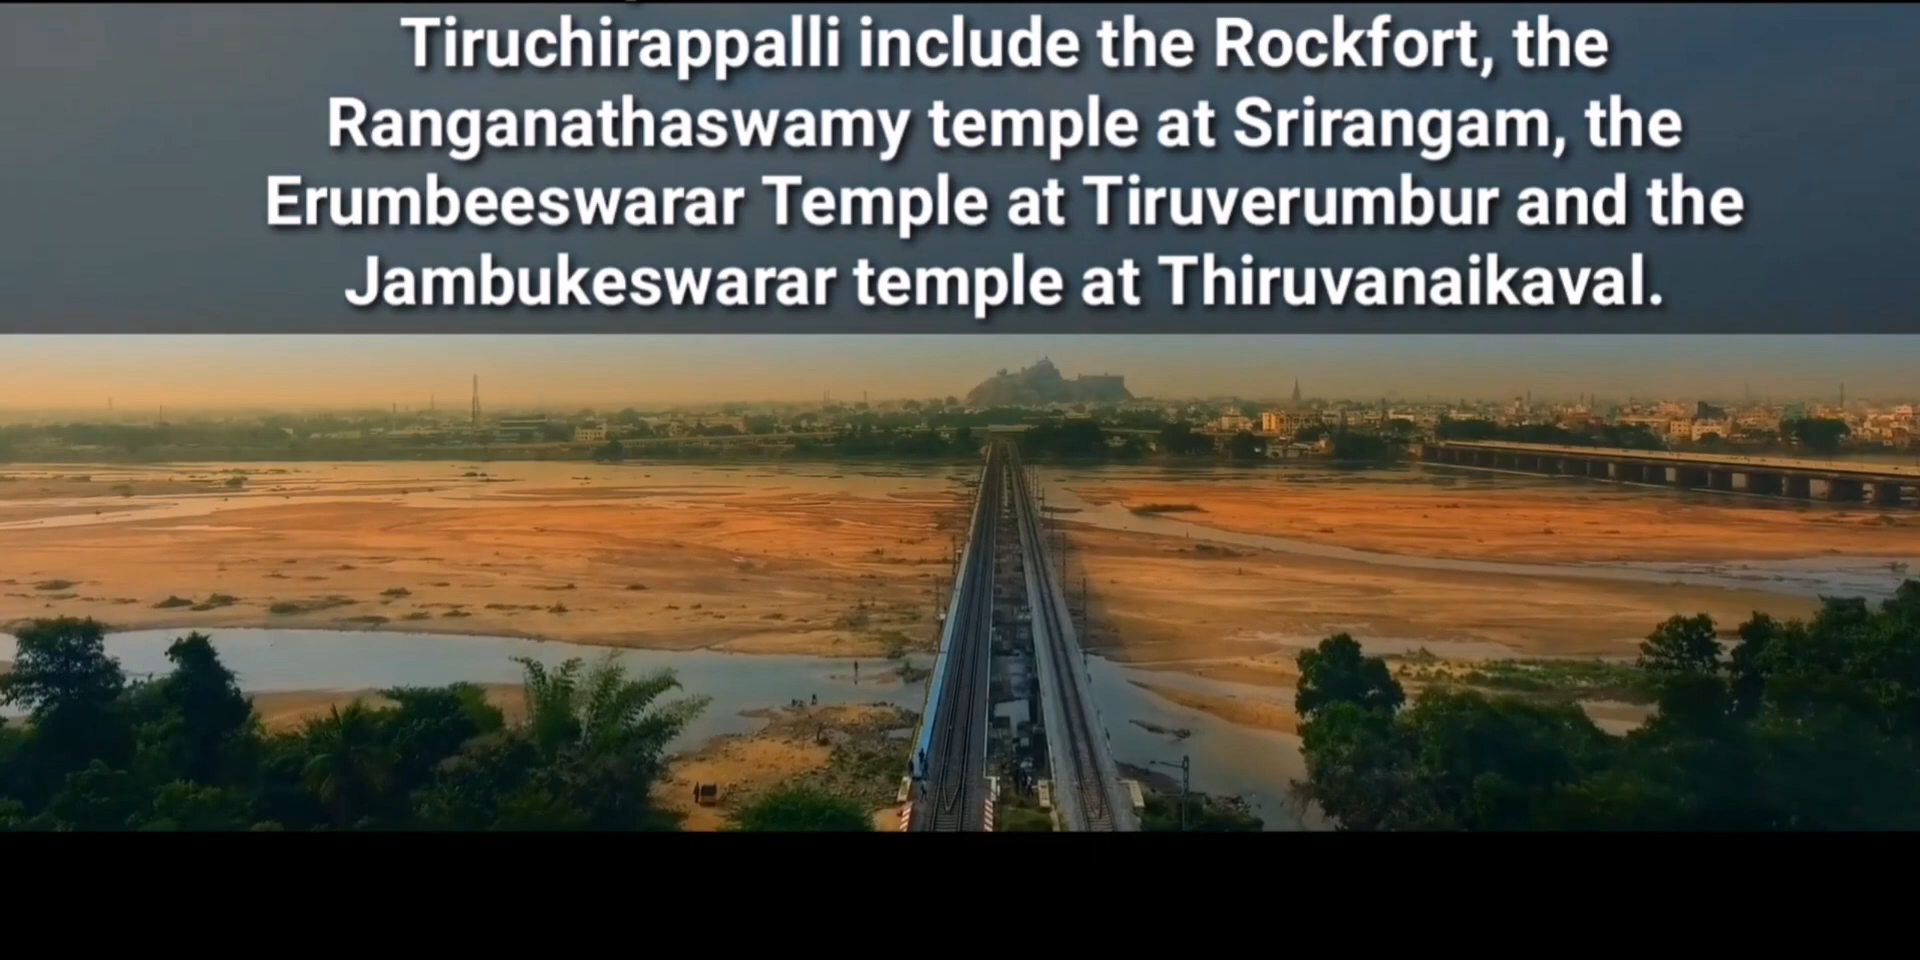 Tiruchirappalli include the Rockfort, the
Ranganathaswamy temple at Srirangam, the
Erumbeeswarar Temple at Tiruverumbur and the
Jambukeswarar temple at Thiruvanaikaval.